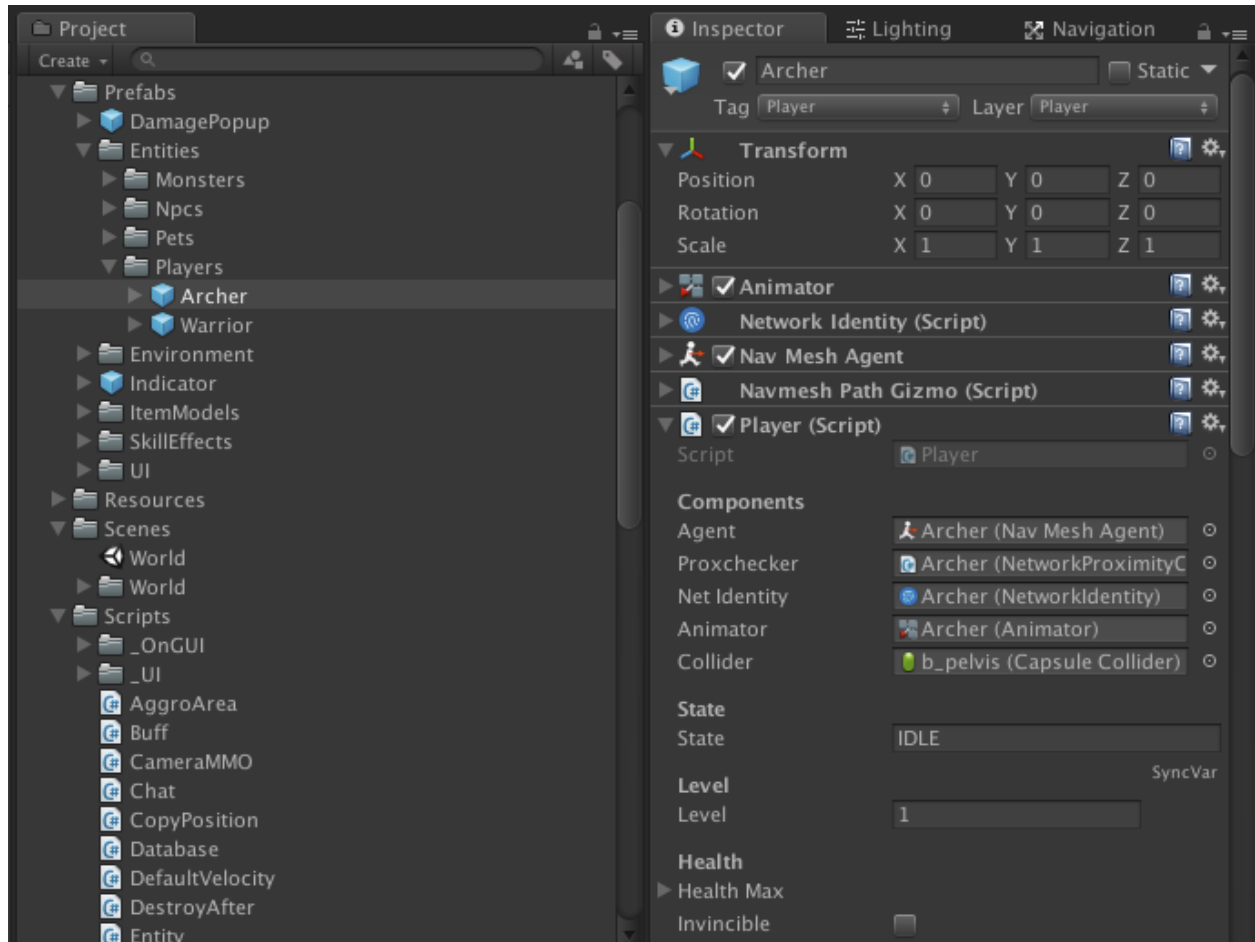 Project
Create
Prefabs
DamagePopup
Entities
Monsters
Npcs
Pets
Players
Archer
Warrior
Environment
Indicator
ItemModels
SkillEffects
UI
Resources
Scenes
World
World
Scripts
_OnGUI
_UI
AggroArea
Buff
CameraMMO
Chat
CopyPosition
Database
DefaultVelocity
DestroyAfter
Entity
Inspector Lighting Navigation
Archer Static
Tag Player Layer Player
Transform
Position X 0 Y 0 Z 0
Rotation X 0 Y 0 Z 0
Scale X 1 Y 1 Z 1
Animator
Network Identity (Script)
Nav Mesh Agent
Navmesh Path Gizmo (Script)
Player (Script)
Script Player
Components
Agent Archer (Nav Mesh Agent)
Proxchecker Archer (NetworkProximityC
Net Identity Archer (NetworkIdentity)
Animator Archer (Animator)
Collider b_pelvis (Capsule Collider)
State
State IDLE
SyncVar
Level
Level 1
Health
Health Max
Invincible